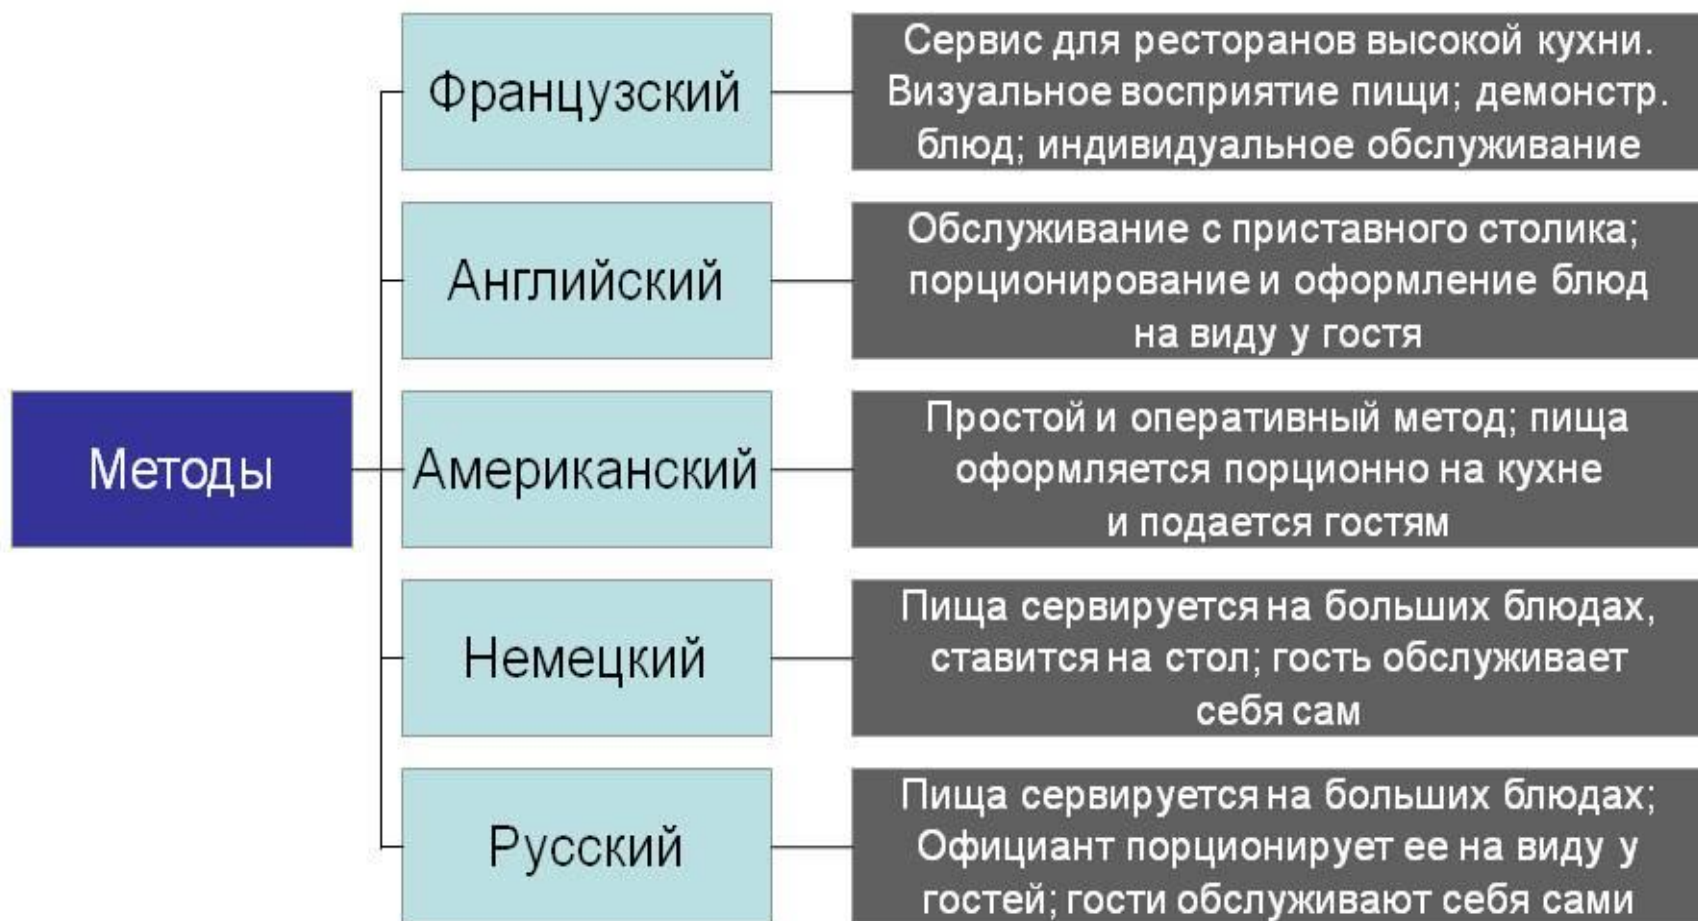 Методы
Французский
Сервис для ресторанов высокой кухни.
Визуальное восприятие пищи; демонстр.
блюд; индивидуальное обслуживание
Английский
Обслуживание с приставного столика;
порционирование и оформление блюд
на виду у гостя
Американский
Простой и оперативный метод; пища
оформляется порционно на кухне
и подается гостям
Немецкий
Пища сервируется на больших блюдах,
ставится на стол; гость обслуживает
себя сам
Русский
Пища сервируется на больших блюдах;
Официант порционирует ее на виду у
гостей; гости обслуживают себя сами